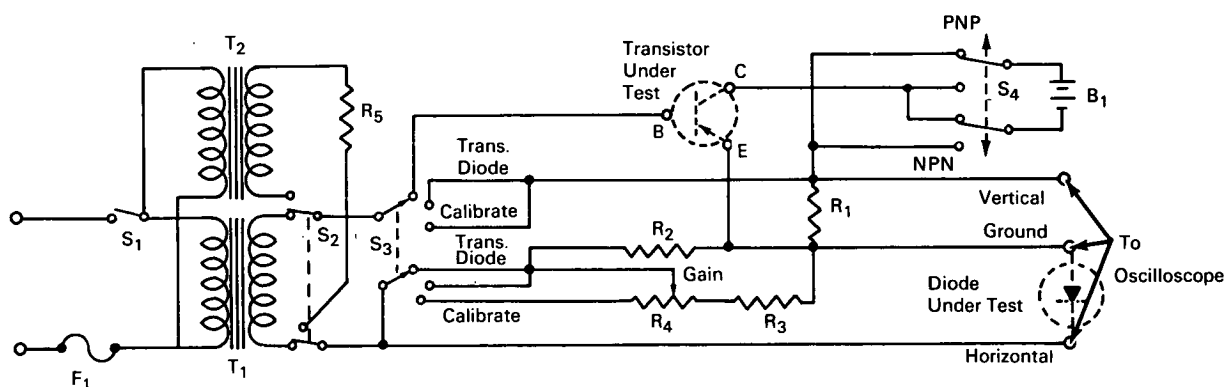 T2
R5
Transistor
Under
Test
C
B
E
PNP
S4
B1
NPN
Trans.
Diode
Calibrate
S1
S2
S3
Trans.
Diode
Calibrate
R1
R2
Gain
R4
R3
Vertical
Ground
To
Oscilloscope
Diode
Under Test
Horizontal
F1
T1